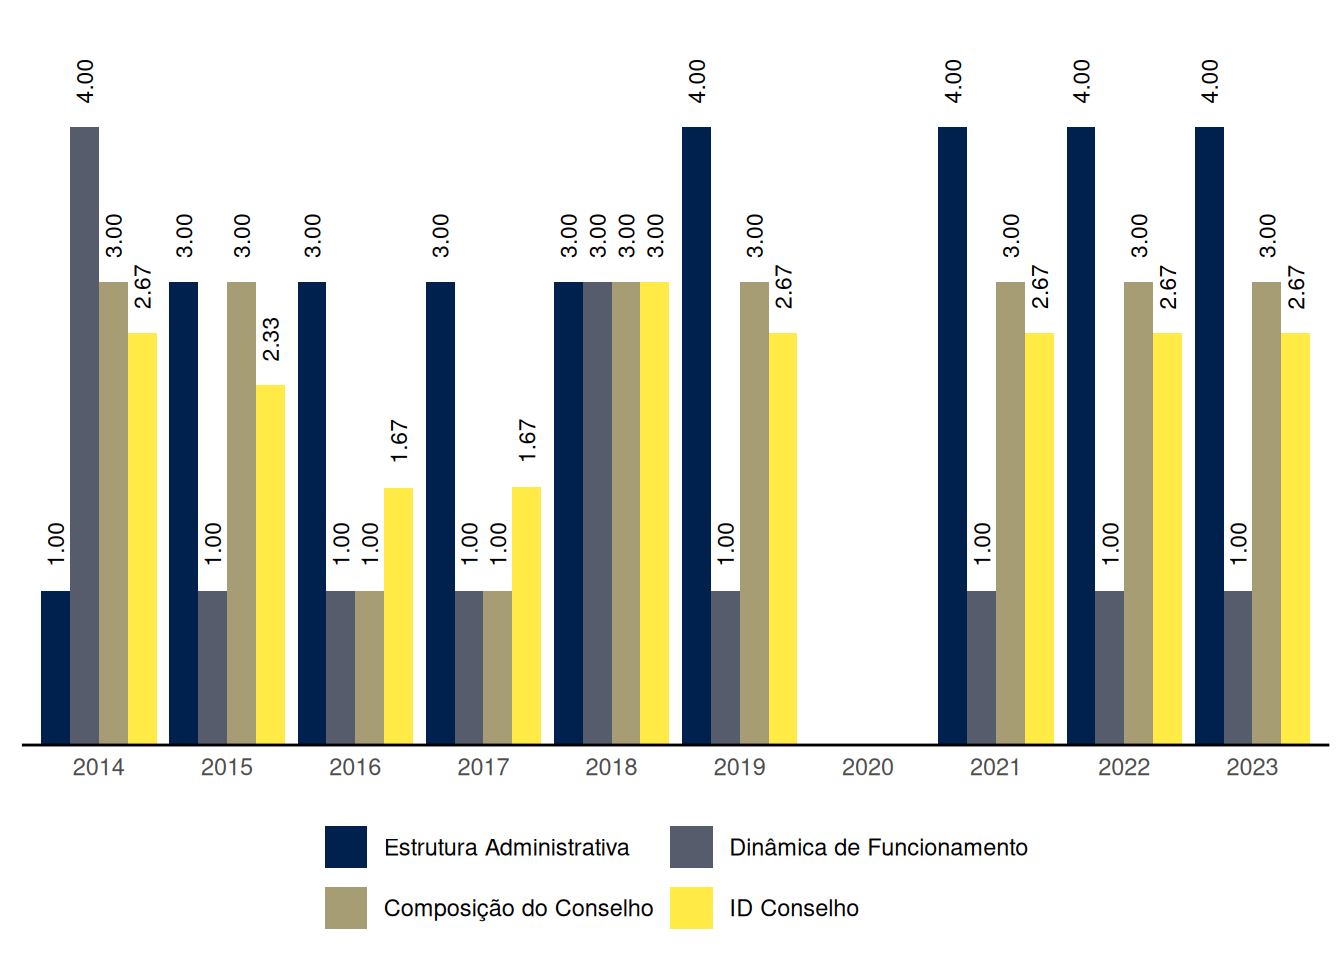 4.00 4.00 4.00 4.00 4.00
3.00 3.00 3.00 3.00 3.00 3.00 3.00 3.00 3.00 3.00 3.00 3.00 3.00
2.67 2.67 2.67 2.67 2.67
2.33
1.67 1.67
1.00 1.00 1.00 1.00 1.00 1.00 1.00 1.00 1.00 1.00
2014 2015 2016 2017 2018 2019 2020 2021 2022 2023
Estrutura Administrativa Dinâmica de Funcionamento
Composição do Conselho ID Conselho